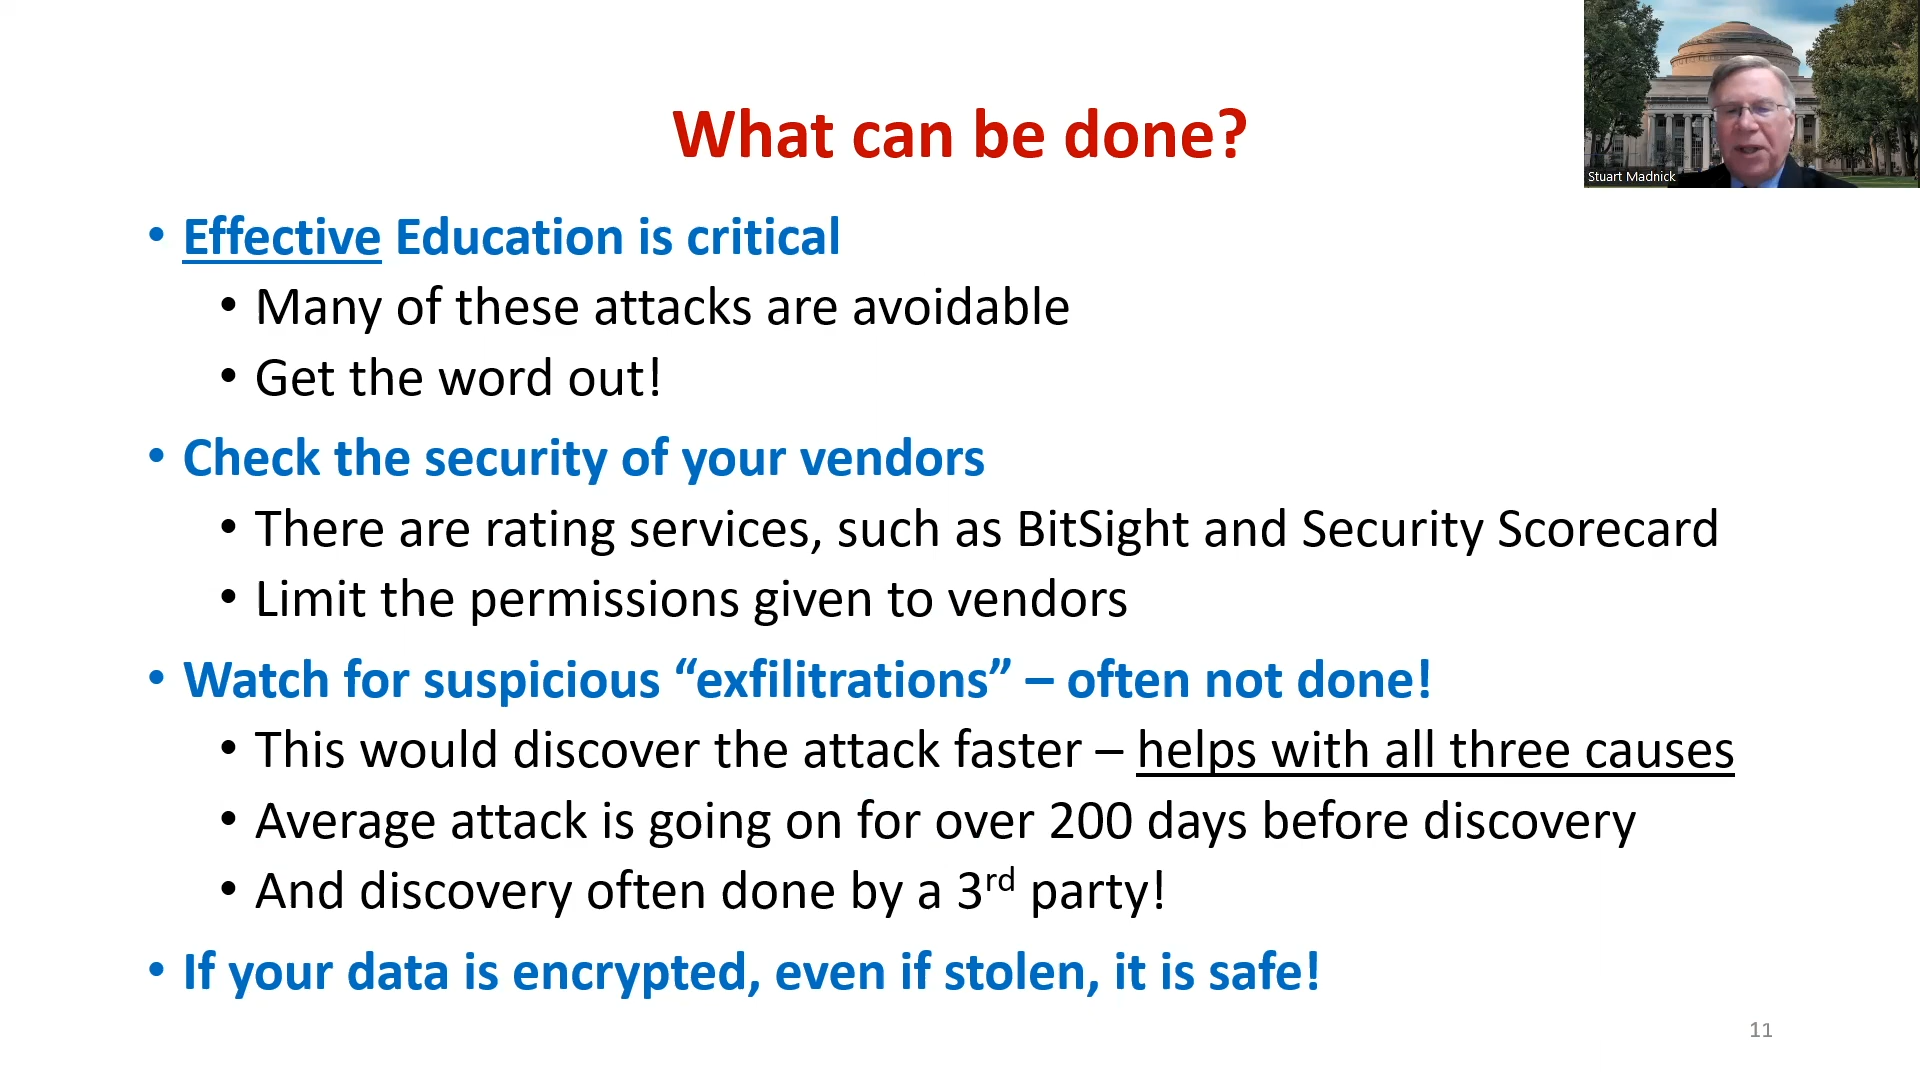 What can be done?
Stuart Madnick
• Effective Education is critical
• Many of these attacks are avoidable
• Get the word out!
• Check the security of your vendors
• There are rating services, such as BitSight and Security Scorecard
• Limit the permissions given to vendors
• Watch for suspicious “exfilitrations” – often not done!
• This would discover the attack faster – helps with all three causes
• Average attack is going on for over 200 days before discovery
• And discovery often done by a 3rd party!
• If your data is encrypted, even if stolen, it is safe!
11